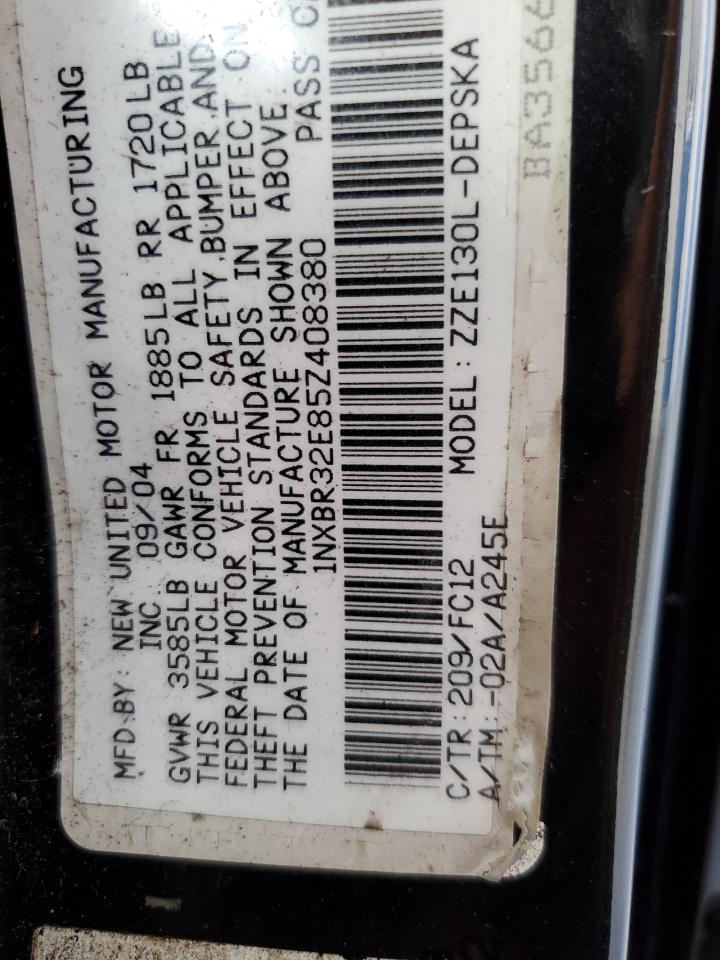 MFD.BY: NEW UNITED MOTOR MANUFACTURING
INC 09/04
GVWR 3585LB GAWR FR 1885LB RR 1720LB
THIS VEHICLE CONFORMS TO ALL APPLICABLE
FEDERAL MOTOR VEHICLE SAFETY,BUMPER,AND
THEFT PREVENTION STANDARDS IN EFFECT ON
THE DATE OF MANUFACTURE SHOWN ABOVE.
1NXBR32E85Z408380 PASS
C/TR:209/FC12 MODEL: ZZE130L-DEPSKA
A/TM:-02A/A245E
BA3566